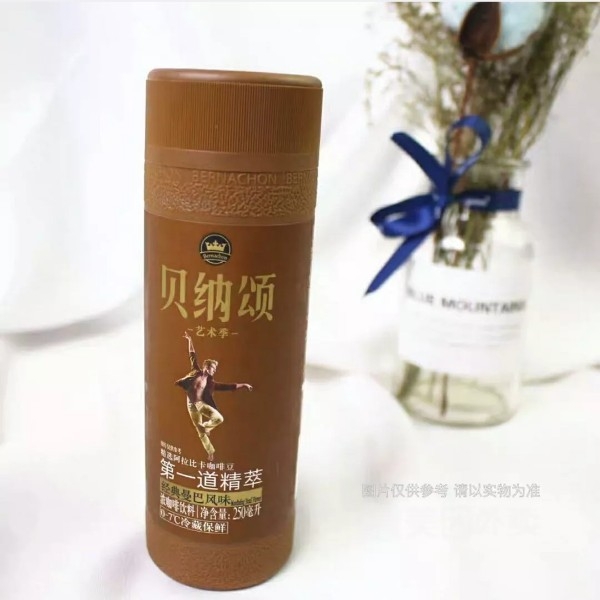 BERNACHON BERN
Bernachon
贝纳颂
艺术季
精选阿拉比卡咖啡豆
第一道精萃
经典曼巴风味
浓咖啡饮料 净含量:250毫升
0-7℃冷藏保鲜
BLUE MOUNTAINS
图片仅供参考 请以实物为准